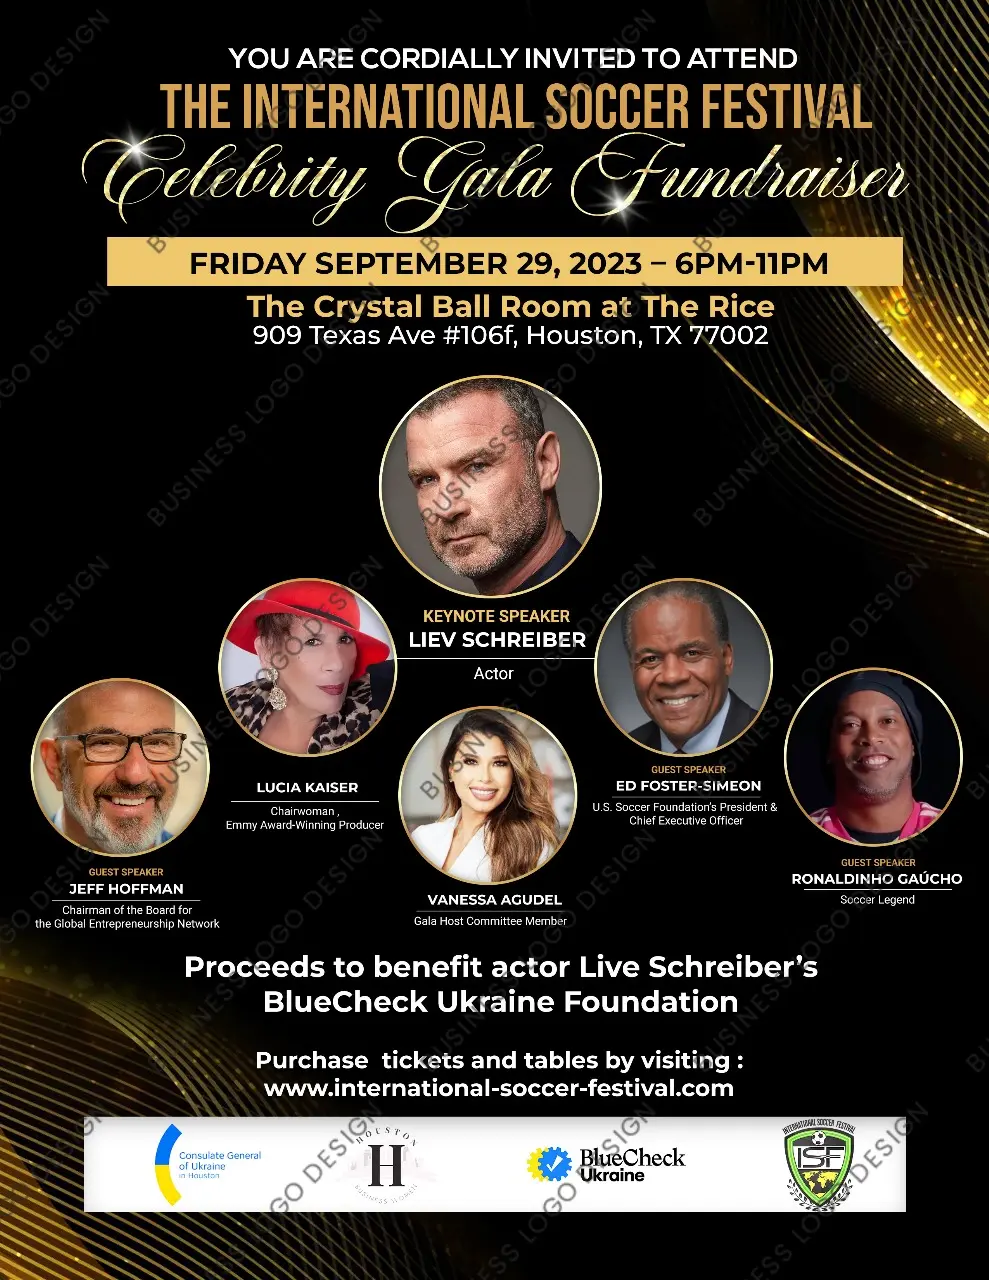 YOU ARE CORDIALLY INVITED TO ATTEND
THE INTERNATIONAL SOCCER FESTIVAL
Celebrity Gala Fundraiser
FRIDAY SEPTEMBER 29, 2023 – 6PM-11PM
The Crystal Ball Room at The Rice
909 Texas Ave #106f, Houston, TX 77002
KEYNOTE SPEAKER
LIEV SCHREIBER
Actor
LUCIA KAISER
Chairwoman ,
Emmy Award-Winning Producer
GUEST SPEAKER
ED FOSTER-SIMEON
U.S. Soccer Foundation's President &
Chief Executive Officer
GUEST SPEAKER
JEFF HOFFMAN
Chairman of the Board for
the Global Entrepreneurship Network
VANESSA AGUDEL
Gala Host Committee Member
GUEST SPEAKER
RONALDINHO GAÚCHO
Soccer Legend
Proceeds to benefit actor Live Schreiber's
BlueCheck Ukraine Foundation
Purchase tickets and tables by visiting :
www.international-soccer-festival.com
Consulate General
of Ukraine
in Houston
HOUSTON
H
BUSINESS WOMEN
BlueCheck
Ukraine
INTERNATIONAL SOCCER FESTIVAL
ISF
BUSINESS LOGO DESIGN